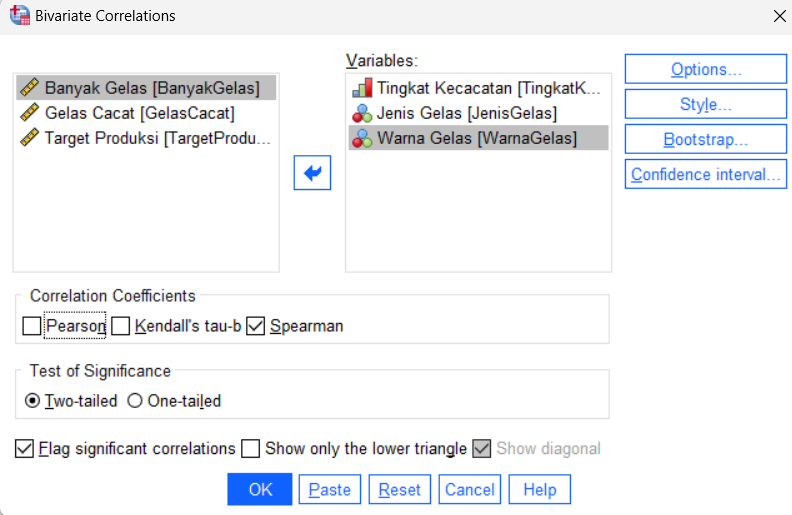 Bivariate Correlations
Variables:
Banyak Gelas [BanyakGelas]
Gelas Cacat [GelasCacat]
Target Produksi [TargetProdu...
Tingkat Kecacatan [TingkatK...
Jenis Gelas [JenisGelas]
Warna Gelas [WarnaGelas]
Options...
Style...
Bootstrap...
Confidence interval...
Correlation Coefficients
Pearson Kendall's tau-b Spearman
Test of Significance
Two-tailed One-tailed
Flag significant correlations Show only the lower triangle Show diagonal
OK Paste Reset Cancel Help